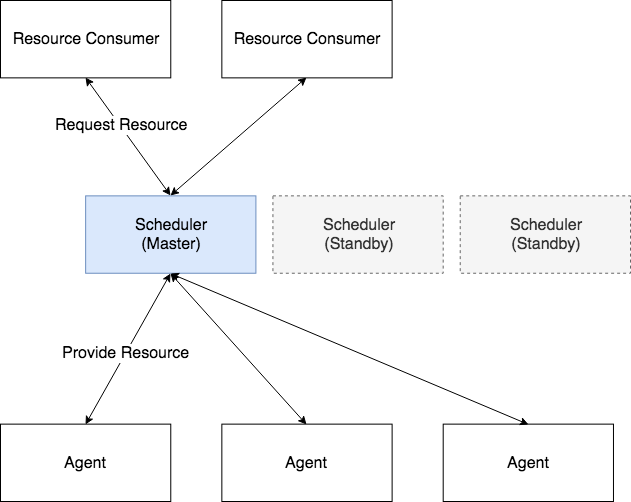 Resource Consumer
Resource Consumer
Request Resource
Scheduler
(Master)
Scheduler
(Standby)
Scheduler
(Standby)
Provide Resource
Agent
Agent
Agent